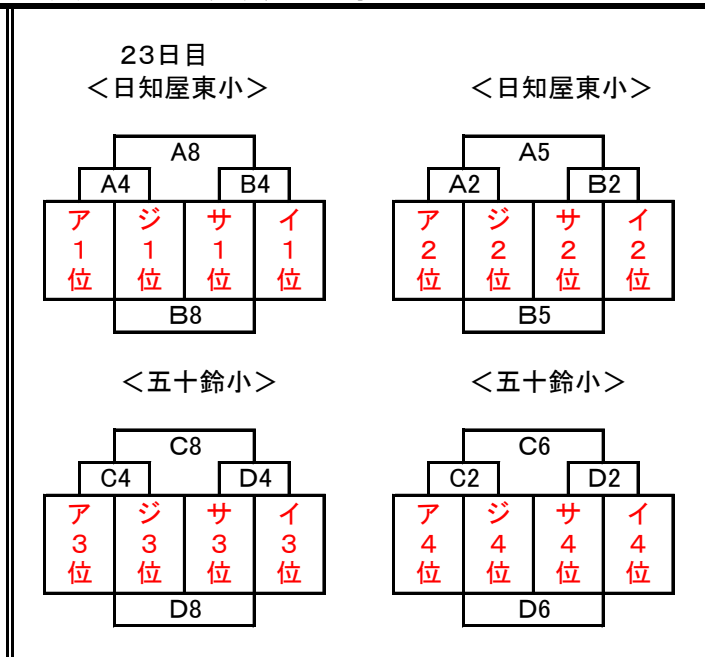 23日目
＜日知屋東小＞
A8
A4
B4
ア1位
ジ1位
サ1位
イ1位
B8
＜日知屋東小＞
A5
A2
B2
ア2位
ジ2位
サ2位
イ2位
B5
＜五十鈴小＞
C8
C4
D4
ア3位
ジ3位
サ3位
イ3位
D8
＜五十鈴小＞
C6
C2
D2
ア4位
ジ4位
サ4位
イ4位
D6